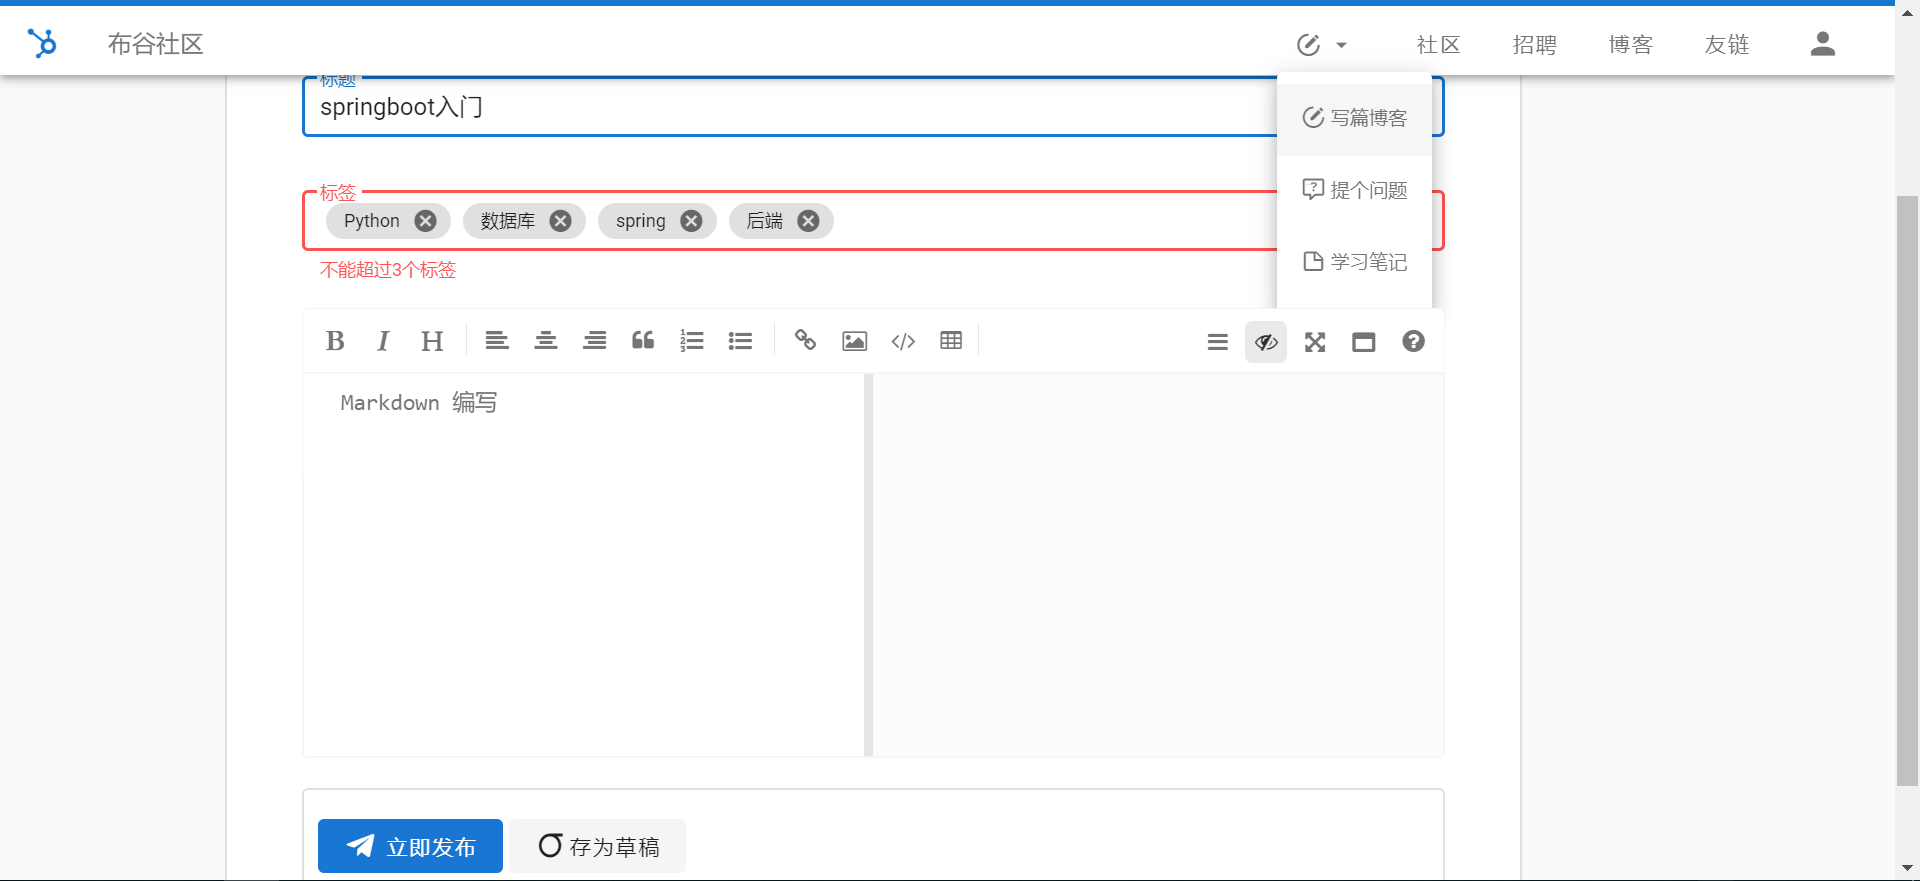 布谷社区
社区
招聘
博客
友链
标题
springboot入门
写篇博客
提个问题
学习笔记
标签
Python
数据库
spring
后端
不能超过3个标签
B I H
Markdown 编写
立即发布
存为草稿